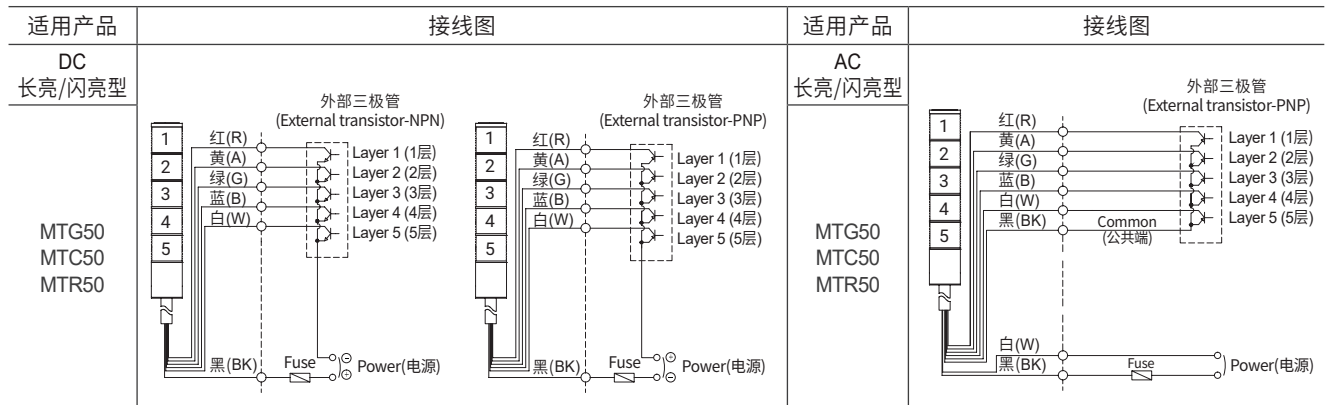 适用产品
接线图
适用产品
接线图
DC
长亮/闪亮型
MTG50
MTC50
MTR50
外部三极管
(External transistor-NPN)
1
2
3
4
5
红(R)
黄(A)
绿(G)
蓝(B)
白(W)
Layer 1 (1层)
Layer 2 (2层)
Layer 3 (3层)
Layer 4 (4层)
Layer 5 (5层)
黑(BK)
Fuse
⊖
⊕
Power(电源)
外部三极管
(External transistor-PNP)
1
2
3
4
5
红(R)
黄(A)
绿(G)
蓝(B)
白(W)
Layer 1 (1层)
Layer 2 (2层)
Layer 3 (3层)
Layer 4 (4层)
Layer 5 (5层)
黑(BK)
Fuse
⊕
⊖
Power(电源)
AC
长亮/闪亮型
MTG50
MTC50
MTR50
外部三极管
(External transistor-PNP)
1
2
3
4
5
红(R)
黄(A)
绿(G)
蓝(B)
白(W)
黑(BK)
Common
(公共端)
Layer 1 (1层)
Layer 2 (2层)
Layer 3 (3层)
Layer 4 (4层)
Layer 5 (5层)
白(W)
黑(BK)
Fuse
Power(电源)